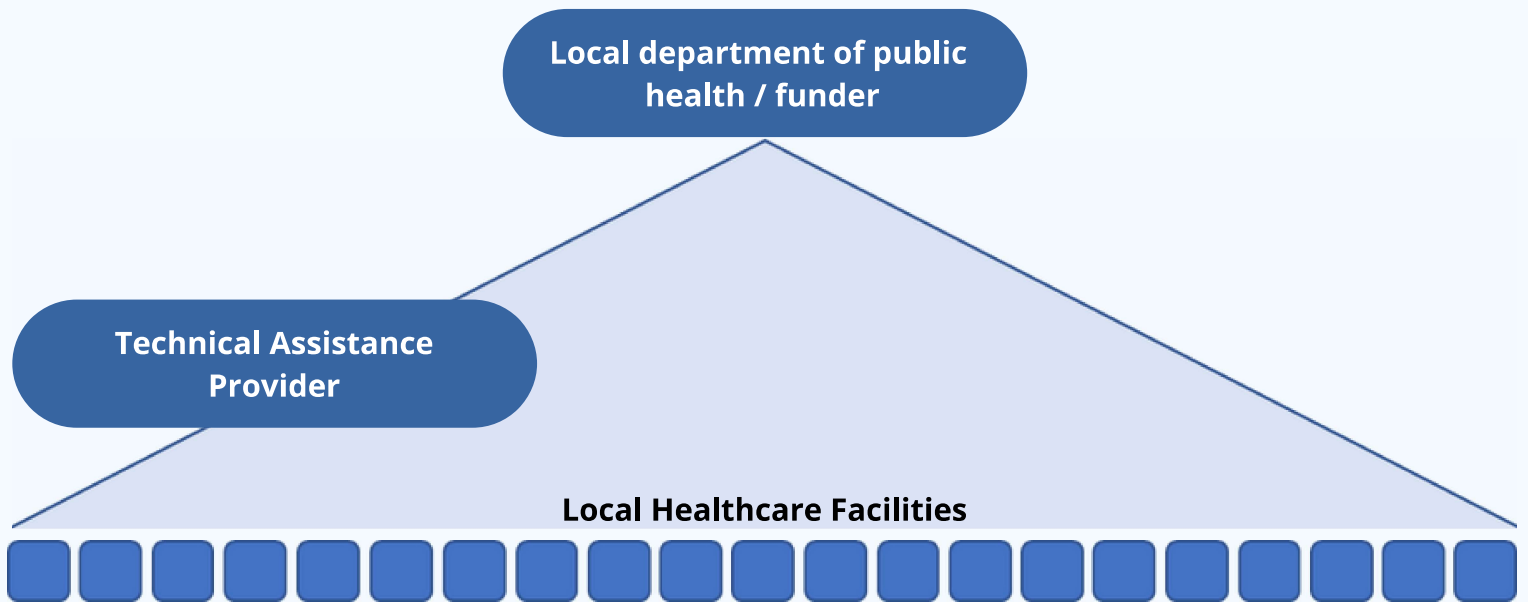 Local department of public
health / funder
Technical Assistance
Provider
Local Healthcare Facilities